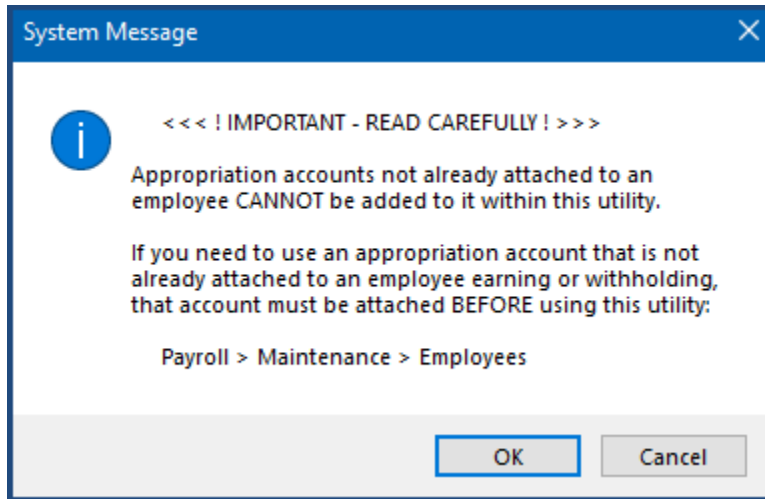 System Message
< < < ! IMPORTANT - READ CAREFULLY ! > > >
Appropriation accounts not already attached to an
employee CANNOT be added to it within this utility.
If you need to use an appropriation account that is not
already attached to an employee earning or withholding,
that account must be attached BEFORE using this utility:
Payroll > Maintenance > Employees
OK
Cancel